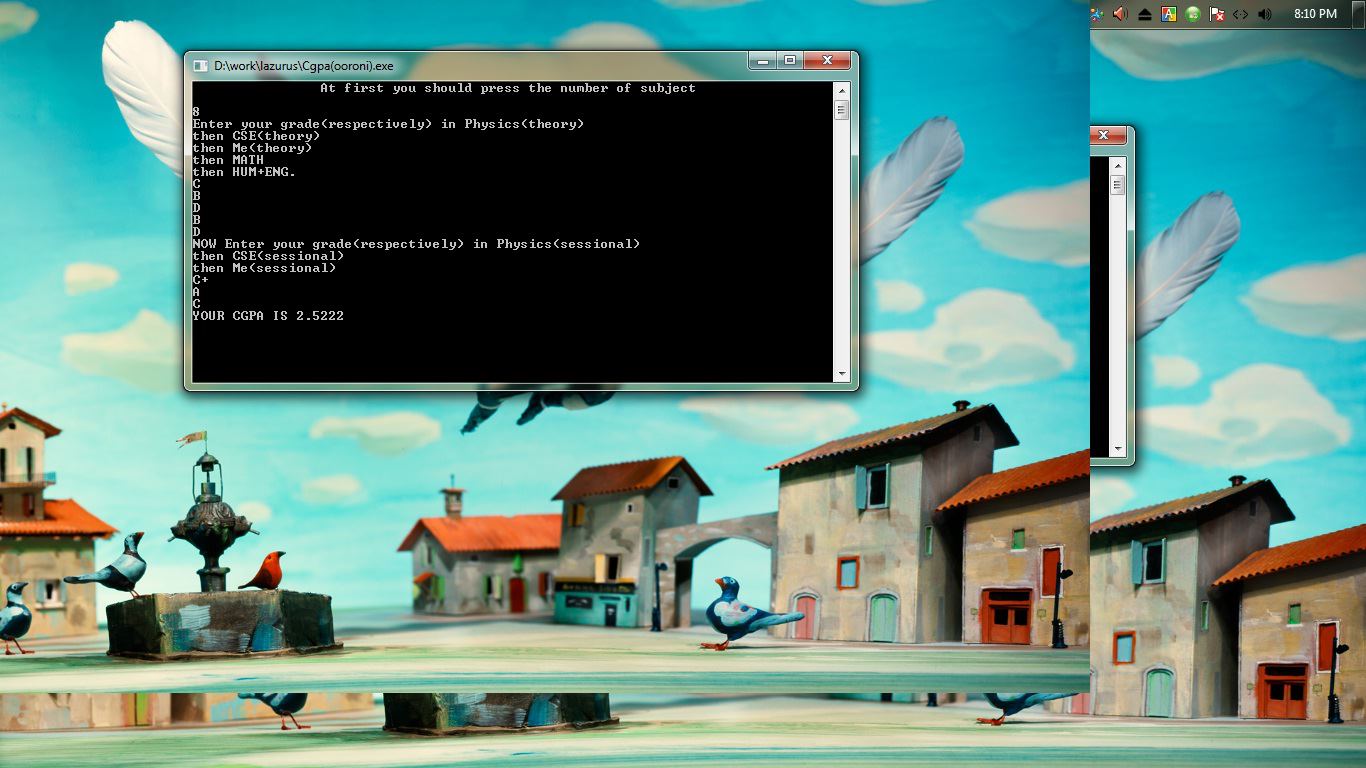 8:10 PM
D:\work\lazurus\Cgpa(ooroni).exe
At first you should press the number of subject
8
Enter your grade(respectively) in Physics(theory)
then CSE(theory)
then Me(theory)
then MATH
then HUM+ENG.
C
B
D
B
D
NOW Enter your grade(respectively) in Physics(sessional)
then CSE(sessional)
then Me(sessional)
C+
A
C
YOUR CGPA IS 2.5222